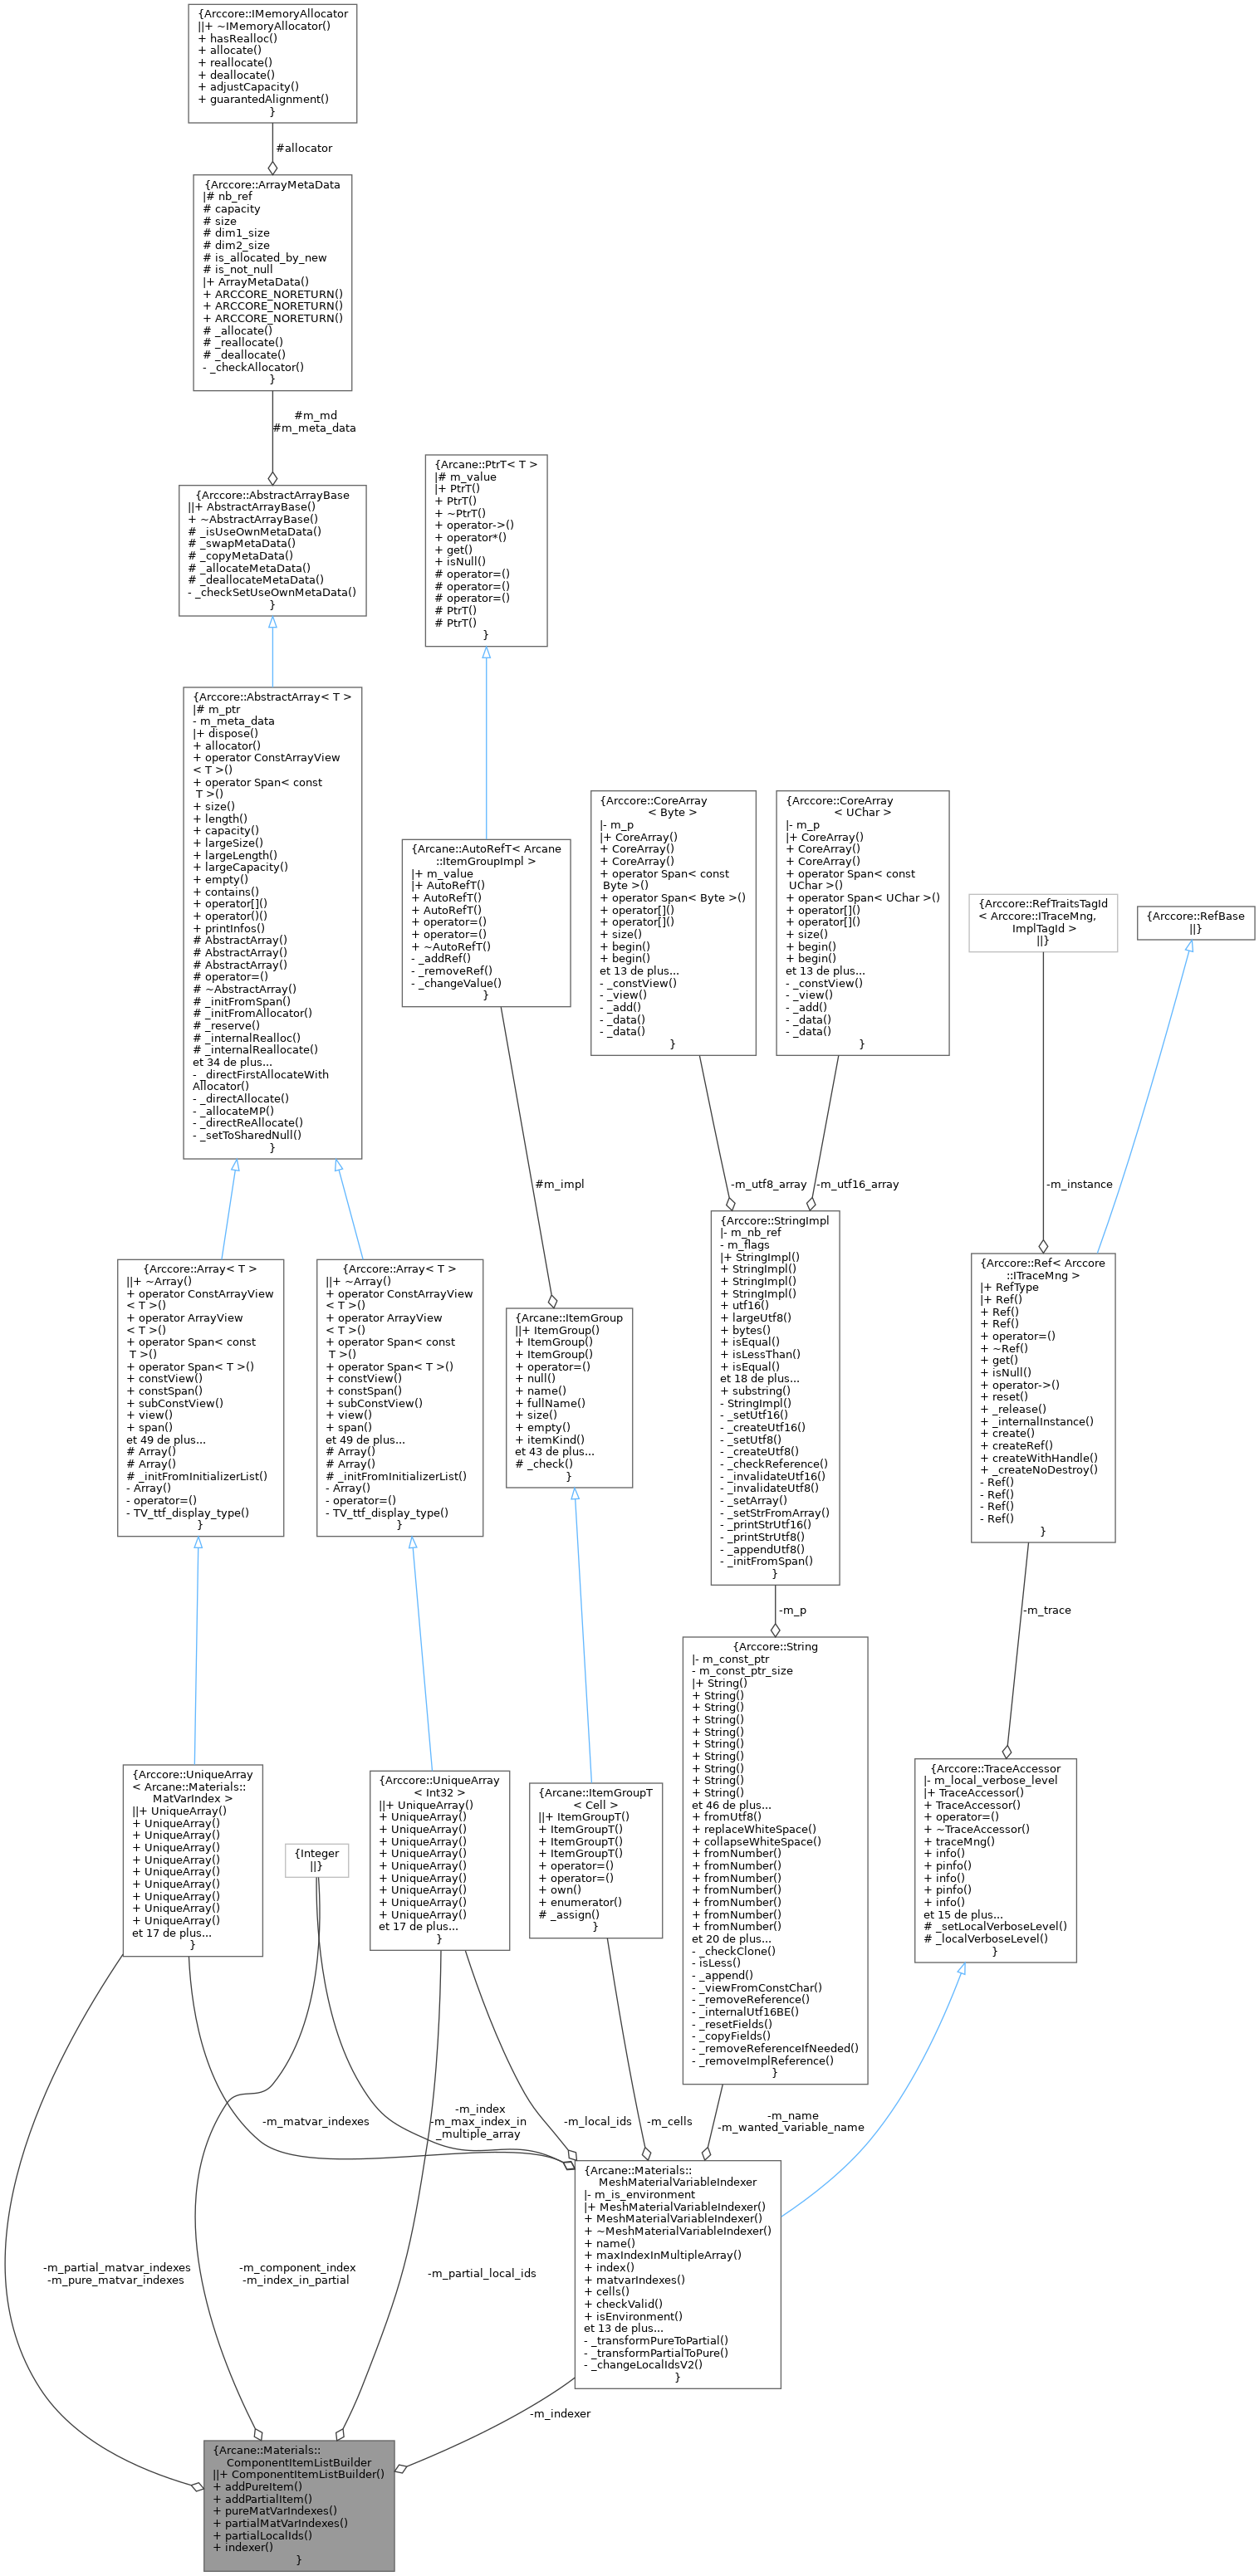 {Arccore::IMemoryAllocator
||+ ~IMemoryAllocator()
+ hasRealloc()
+ allocate()
+ reallocate()
+ deallocate()
+ adjustCapacity()
+ guarantedAlignment()
}
#allocator
{Arccore::ArrayMetaData
|# nb_ref
# capacity
# size
# dim1_size
# dim2_size
# is_allocated_by_new
# is_not_null
|+ ArrayMetaData()
+ ARCCORE_NORETURN()
+ ARCCORE_NORETURN()
+ ARCCORE_NORETURN()
# _allocate()
# _reallocate()
# _deallocate()
- _checkAllocator()
}
#m_md
#m_meta_data
{Arccore::AbstractArrayBase
||+ AbstractArrayBase()
+ ~AbstractArrayBase()
# _isUseOwnMetaData()
# _swapMetaData()
# _copyMetaData()
# _allocateMetaData()
# _deallocateMetaData()
- _checkSetUseOwnMetaData()
}
{Arcane::PtrT< T >
|# m_value
|+ PtrT()
+ PtrT()
+ ~PtrT()
+ operator->()
+ operator*()
+ get()
+ isNull()
# operator=()
# operator=()
# operator=()
# PtrT()
# PtrT()
}
{Arccore::AbstractArray< T >
|# m_ptr
- m_meta_data
|+ dispose()
+ allocator()
+ operator ConstArrayView
< T >()
+ operator Span< const
T >()
+ size()
+ length()
+ capacity()
+ largeSize()
+ largeLength()
+ largeCapacity()
+ empty()
+ contains()
+ operator[]()
+ operator()()
+ printInfos()
# AbstractArray()
# AbstractArray()
# AbstractArray()
# operator=()
# ~AbstractArray()
# _initFromSpan()
# _initFromAllocator()
# _reserve()
# _internalRealloc()
# _internalReallocate()
et 34 de plus...
- _directFirstAllocateWith
Allocator()
- _directAllocate()
- _allocateMP()
- _directReAllocate()
- _setToSharedNull()
}
{Arcane::AutoRefT< Arcane
::ItemGroupImpl >
|+ m_value
|+ AutoRefT()
+ AutoRefT()
+ AutoRefT()
+ operator=()
+ operator=()
+ ~AutoRefT()
- _addRef()
- _removeRef()
- _changeValue()
}
{Arccore::CoreArray
< Byte >
|- m_p
|+ CoreArray()
+ CoreArray()
+ CoreArray()
+ operator Span< const
Byte >()
+ operator Span< Byte >()
+ operator[]()
+ operator[]()
+ size()
+ begin()
+ begin()
et 13 de plus...
- _constView()
- _view()
- _add()
- _data()
- _data()
}
{Arccore::CoreArray
< UChar >
|- m_p
|+ CoreArray()
+ CoreArray()
+ CoreArray()
+ operator Span< const
UChar >()
+ operator Span< UChar >()
+ operator[]()
+ operator[]()
+ size()
+ begin()
+ begin()
et 13 de plus...
- _constView()
- _view()
- _add()
- _data()
- _data()
}
{Arccore::RefTraitsTagId
< Arccore::ITraceMng,
ImplTagId >
||}
{Arccore::RefBase
||}
#m_impl
-m_utf8_array
-m_utf16_array
-m_instance
{Arccore::Array< T >
||+ ~Array()
+ operator ConstArrayView
< T >()
+ operator ArrayView
< T >()
+ operator Span< const
T >()
+ operator Span< T >()
+ constView()
+ constSpan()
+ subConstView()
+ view()
+ span()
et 49 de plus...
# Array()
# Array()
# _initFromInitializerList()
- Array()
- operator=()
- TV_ttf_display_type()
}
{Arccore::Array< T >
||+ ~Array()
+ operator ConstArrayView
< T >()
+ operator ArrayView
< T >()
+ operator Span< const
T >()
+ operator Span< T >()
+ constView()
+ constSpan()
+ subConstView()
+ view()
+ span()
et 49 de plus...
# Array()
# Array()
# _initFromInitializerList()
- Array()
- operator=()
- TV_ttf_display_type()
}
{Arcane::ItemGroup
||+ ItemGroup()
+ ItemGroup()
+ ItemGroup()
+ operator=()
+ null()
+ name()
+ fullName()
+ size()
+ empty()
+ itemKind()
et 43 de plus...
# _check()
}
{Arccore::StringImpl
|- m_nb_ref
- m_flags
|+ StringImpl()
+ StringImpl()
+ StringImpl()
+ StringImpl()
+ utf16()
+ largeUtf8()
+ bytes()
+ isEqual()
+ isLessThan()
+ isEqual()
et 18 de plus...
+ substring()
- StringImpl()
- _setUtf16()
- _createUtf16()
- _setUtf8()
- _createUtf8()
- _checkReference()
- _invalidateUtf16()
- _invalidateUtf8()
- _setArray()
- _setStrFromArray()
- _printStrUtf16()
- _printStrUtf8()
- _appendUtf8()
- _initFromSpan()
}
{Arccore::Ref< Arccore
::ITraceMng >
|+ RefType
|+ Ref()
+ Ref()
+ Ref()
+ operator=()
+ ~Ref()
+ get()
+ isNull()
+ operator->()
+ reset()
+ _release()
+ _internalInstance()
+ create()
+ createRef()
+ createWithHandle()
+ _createNoDestroy()
- Ref()
- Ref()
- Ref()
- Ref()
}
-m_p
-m_trace
{Arccore::UniqueArray
< Arcane::Materials::
MatVarIndex >
||+ UniqueArray()
+ UniqueArray()
+ UniqueArray()
+ UniqueArray()
+ UniqueArray()
+ UniqueArray()
+ UniqueArray()
+ UniqueArray()
+ UniqueArray()
+ UniqueArray()
et 17 de plus...
}
{Integer
||}
{Arccore::UniqueArray
< Int32 >
||+ UniqueArray()
+ UniqueArray()
+ UniqueArray()
+ UniqueArray()
+ UniqueArray()
+ UniqueArray()
+ UniqueArray()
+ UniqueArray()
+ UniqueArray()
+ UniqueArray()
et 17 de plus...
}
{Arcane::ItemGroupT
< Cell >
||+ ItemGroupT()
+ ItemGroupT()
+ ItemGroupT()
+ ItemGroupT()
+ operator=()
+ operator=()
+ own()
+ enumerator()
# _assign()
}
{Arccore::String
|- m_const_ptr
- m_const_ptr_size
|+ String()
+ String()
+ String()
+ String()
+ String()
+ String()
+ String()
+ String()
+ String()
+ String()
et 46 de plus...
+ fromUtf8()
+ replaceWhiteSpace()
+ collapseWhiteSpace()
+ fromNumber()
+ fromNumber()
+ fromNumber()
+ fromNumber()
+ fromNumber()
+ fromNumber()
+ fromNumber()
et 20 de plus...
- _checkClone()
- isLess()
- _append()
- _viewFromConstChar()
- _removeReference()
- _internalUtf16BE()
- _resetFields()
- _copyFields()
- _removeReferenceIfNeeded()
- _removeImplReference()
}
{Arccore::TraceAccessor
|- m_local_verbose_level
|+ TraceAccessor()
+ TraceAccessor()
+ operator=()
+ ~TraceAccessor()
+ traceMng()
+ info()
+ pinfo()
+ info()
+ pinfo()
+ info()
et 15 de plus...
# _setLocalVerboseLevel()
# _localVerboseLevel()
}
-m_matvar_indexes
-m_index
-m_max_index_in
_multiple_array
-m_local_ids
-m_cells
-m_name
-m_wanted_variable_name
{Arcane::Materials::
MeshMaterialVariableIndexer
|- m_is_environment
|+ MeshMaterialVariableIndexer()
+ MeshMaterialVariableIndexer()
+ ~MeshMaterialVariableIndexer()
+ name()
+ maxIndexInMultipleArray()
+ index()
+ matvarIndexes()
+ cells()
+ checkValid()
+ isEnvironment()
et 13 de plus...
- _transformPureToPartial()
- _transformPartialToPure()
- _changeLocalIdsV2()
}
-m_partial_matvar_indexes
-m_pure_matvar_indexes
-m_component_index
-m_index_in_partial
-m_partial_local_ids
-m_indexer
{Arcane::Materials::
ComponentItemListBuilder
||+ ComponentItemListBuilder()
+ addPureItem()
+ addPartialItem()
+ pureMatVarIndexes()
+ partialMatVarIndexes()
+ partialLocalIds()
+ indexer()
}